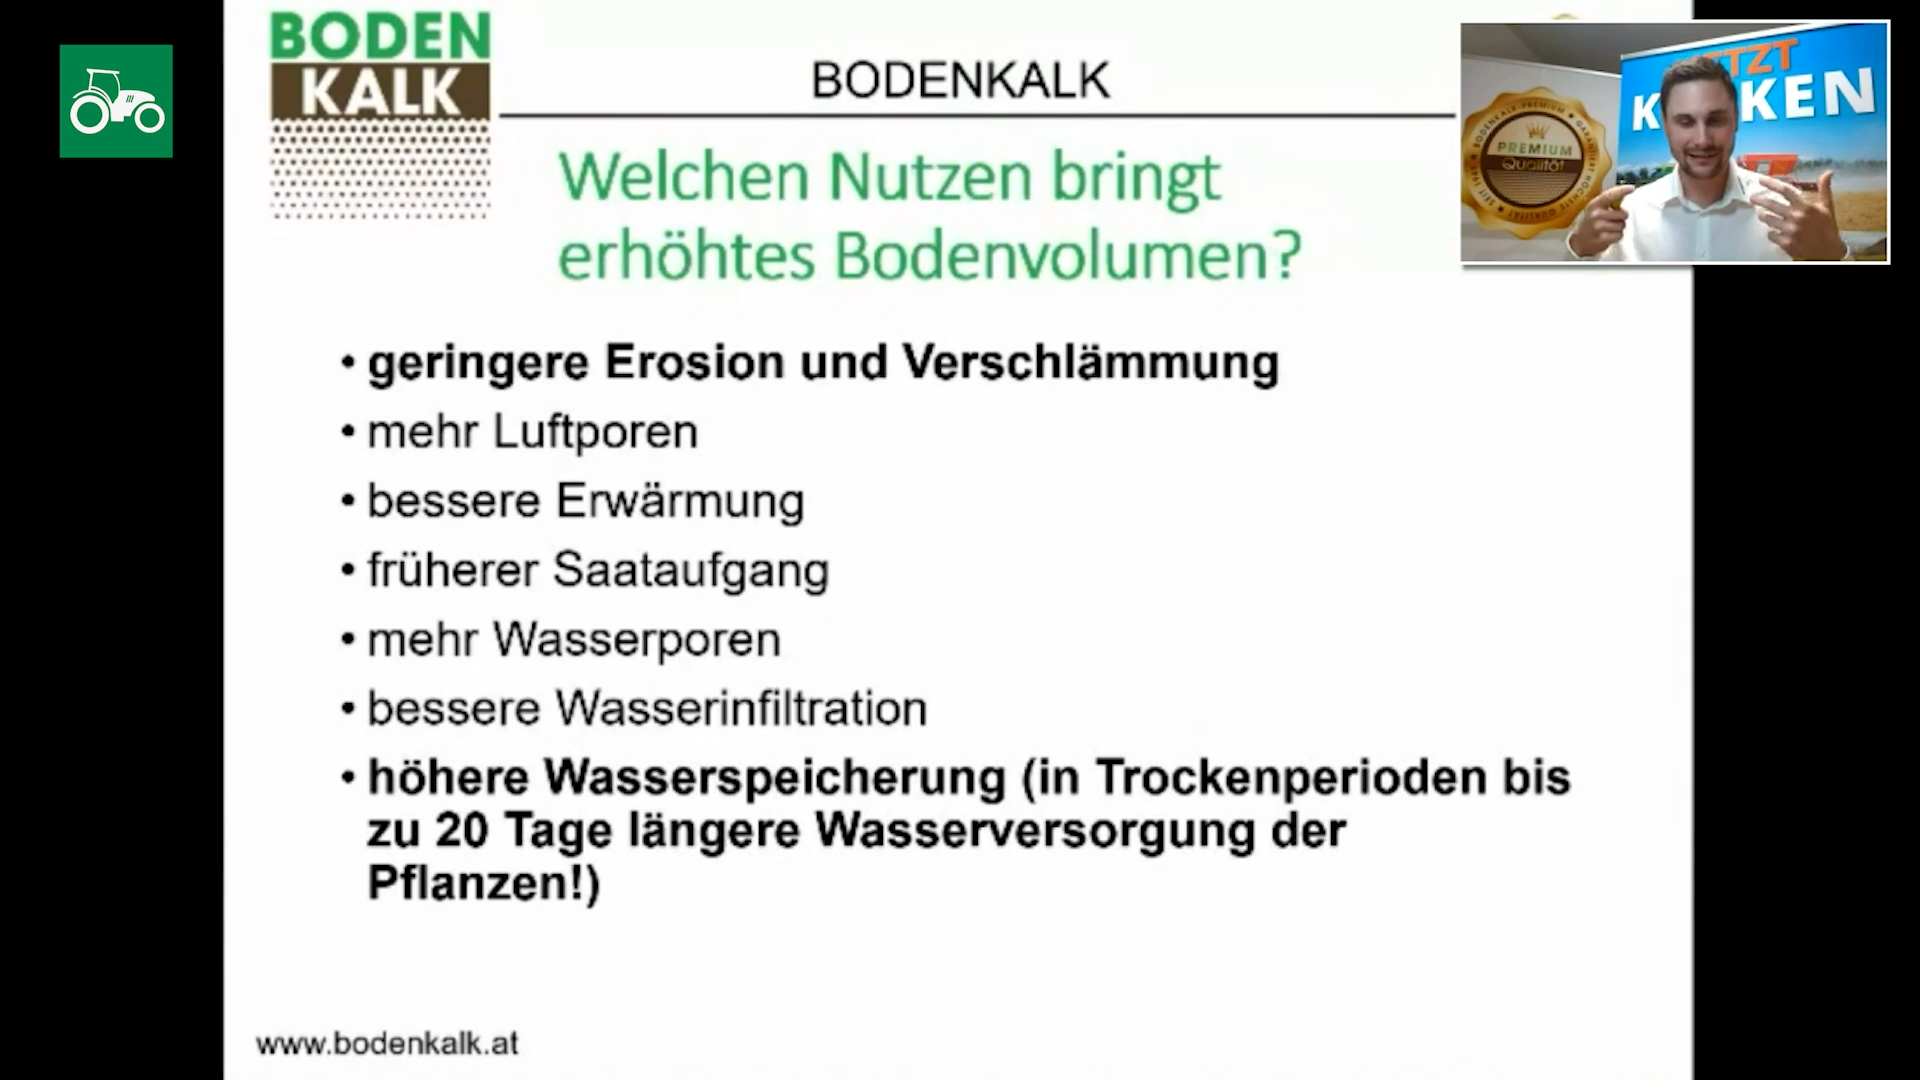 BODEN
KALK
BODENKALK
Welchen Nutzen bringt
erhöhtes Bodenvolumen?
• geringere Erosion und Verschlämmung
• mehr Luftporen
• bessere Erwärmung
• früherer Saataufgang
• mehr Wasserporen
• bessere Wasserinfiltration
• höhere Wasserspeicherung (in Trockenperioden bis
zu 20 Tage längere Wasserversorgung der
Pflanzen!)
www.bodenkalk.at
PREMIUM
Qualität